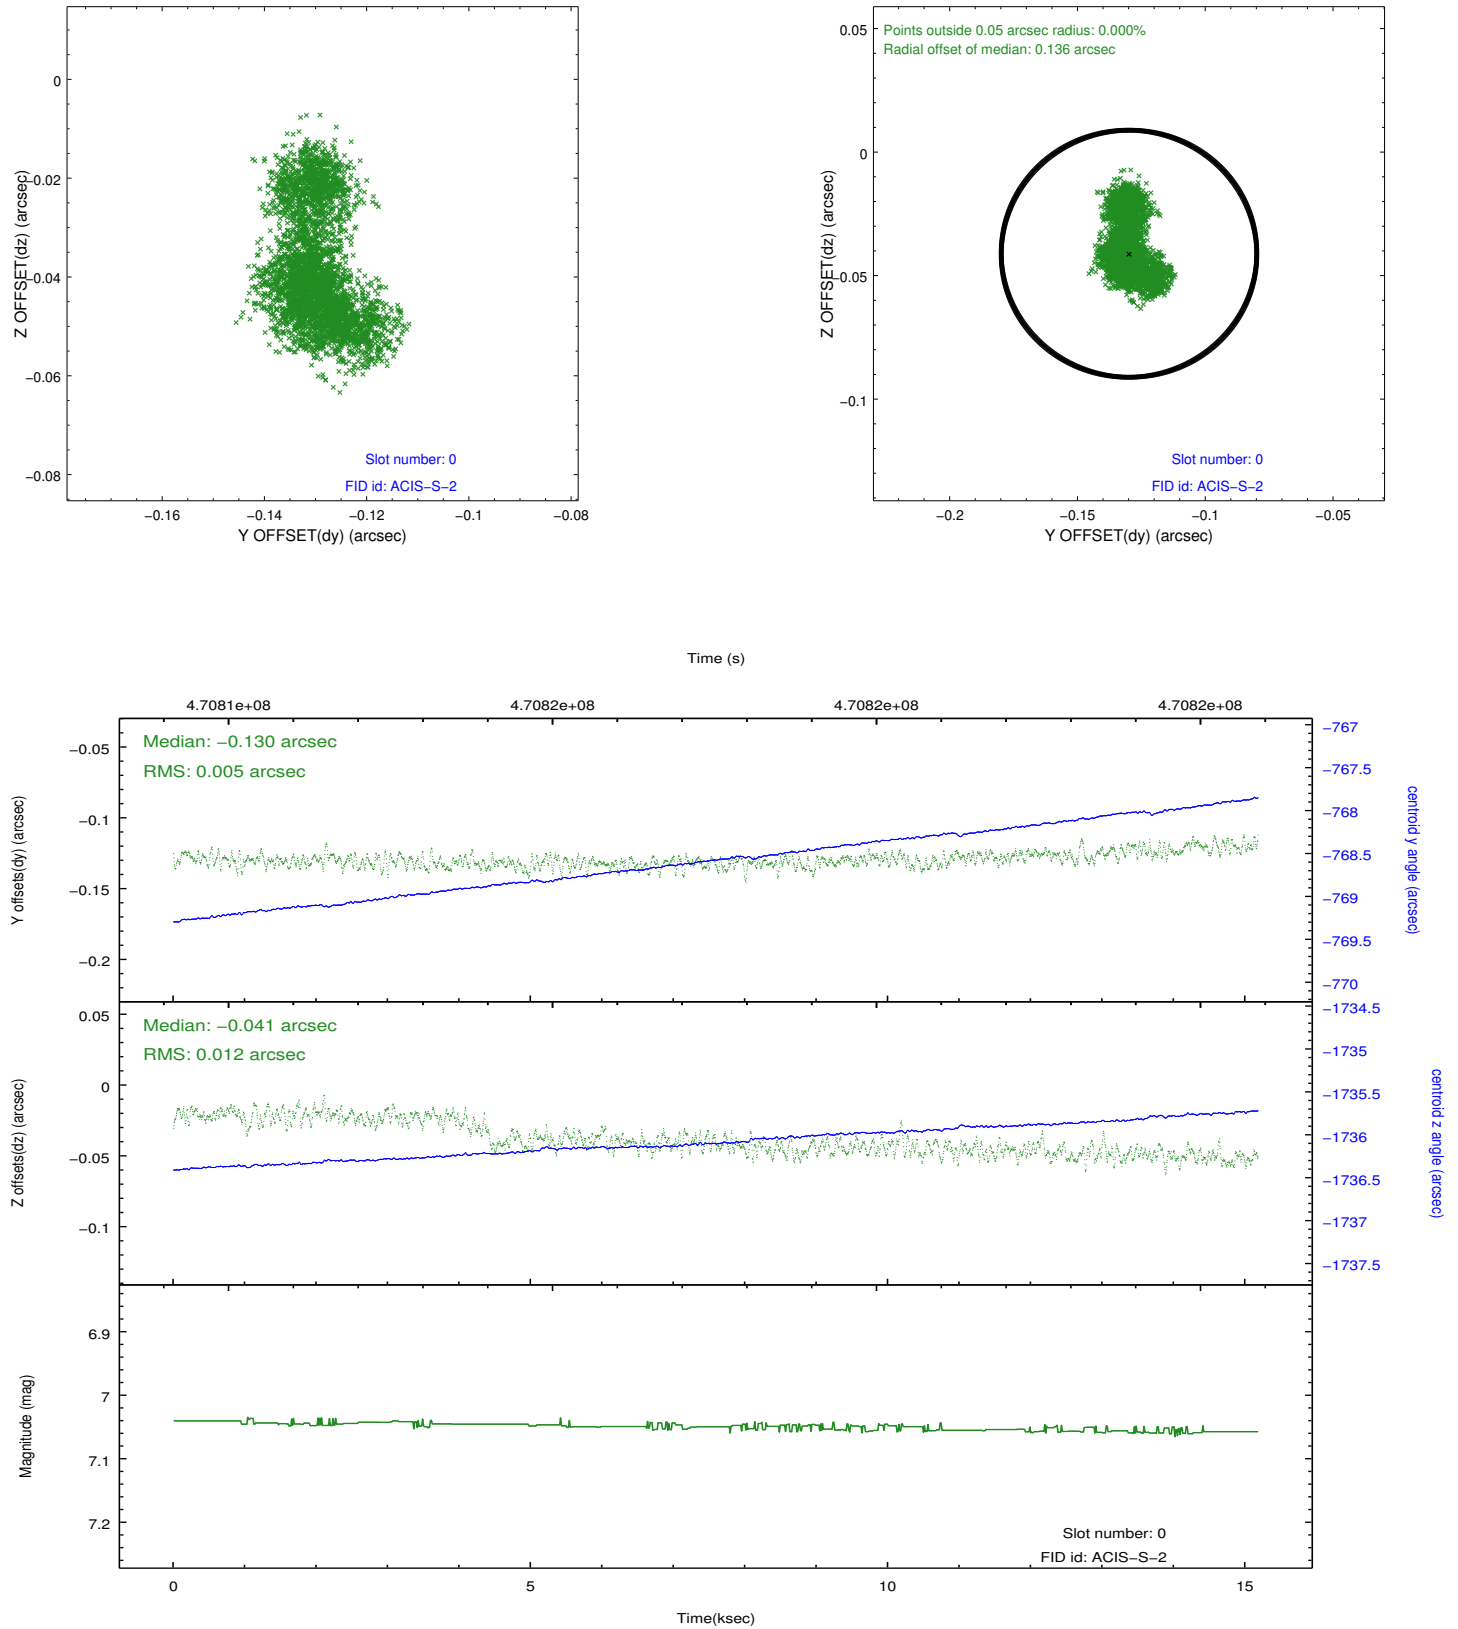 0
−0.02
−0.04
−0.06
−0.08
Z OFFSET(dz) (arcsec)
Slot number: 0
FID id: ACIS−S−2
−0.16
−0.14
−0.12
−0.1
−0.08
Y OFFSET(dy) (arcsec)
Points outside 0.05 arcsec radius: 0.000%
Radial offset of median: 0.136 arcsec
0.05
0
−0.05
−0.1
Z OFFSET(dz) (arcsec)
Slot number: 0
FID id: ACIS−S−2
−0.2
−0.15
−0.1
−0.05
Y OFFSET(dy) (arcsec)
Time (s)
4.7081e+08
4.7082e+08
4.7082e+08
4.7082e+08
Median: −0.130 arcsec
RMS: 0.005 arcsec
−0.05
−0.1
−0.15
−0.2
Y offsets(dy) (arcsec)
−767
−767.5
−768
−768.5
−769
−769.5
−770
centroid y angle (arcsec)
Median: −0.041 arcsec
RMS: 0.012 arcsec
0.05
0
−0.05
−0.1
Z offsets(dz) (arcsec)
−1734.5
−1735
−1735.5
−1736
−1736.5
−1737
−1737.5
centroid z angle (arcsec)
6.9
7
7.1
7.2
Magnitude (mag)
Slot number: 0
FID id: ACIS−S−2
0
5
10
15
Time(ksec)